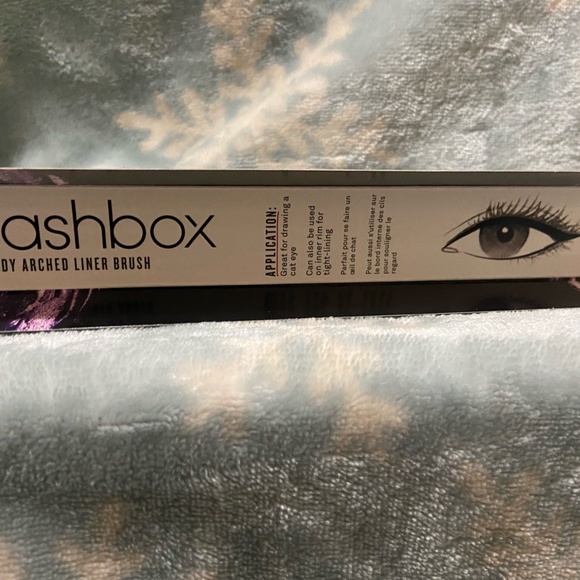 ashbox
DY ARCHED LINER BRUSH
APPLICATION:
Great for drawing a
cat eye
Can also be used
on inner rim for
tight-lining
Parfait pour se faire un
œil de chat
Peut aussi s'utiliser sur
le bord interne des cils
pour souligner le
regard